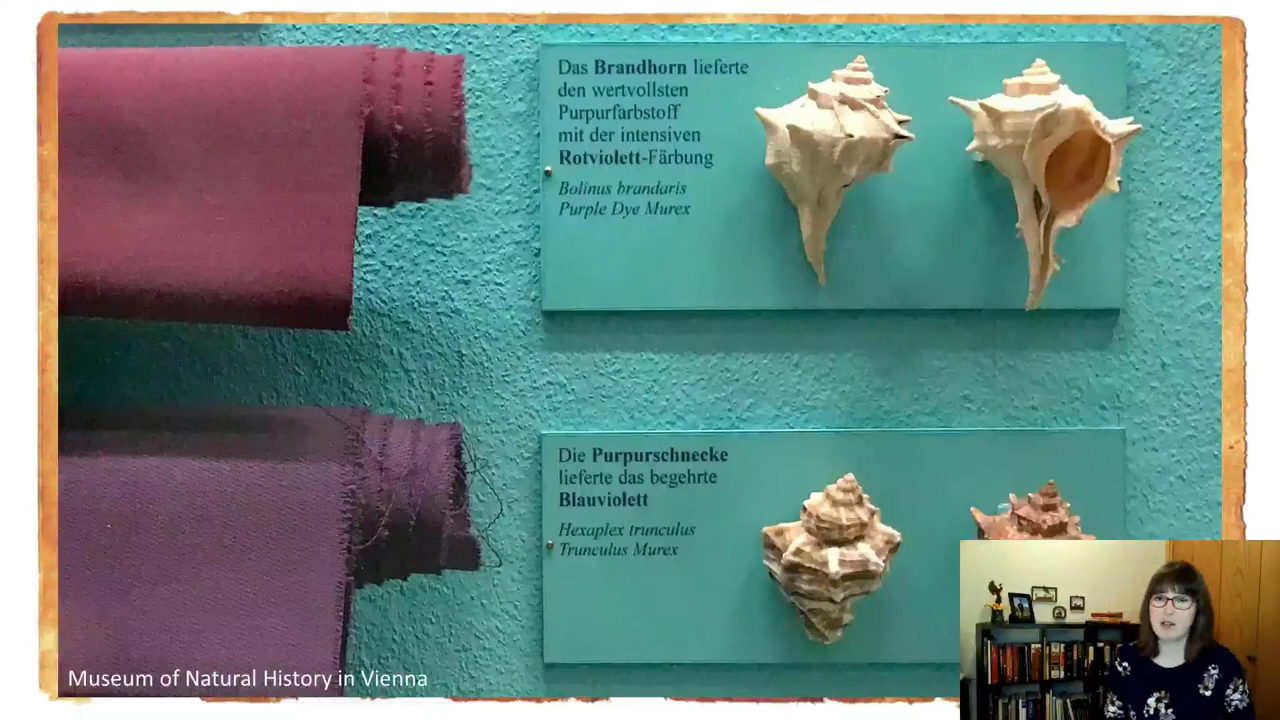 Das Brandhorn lieferte
den wertvollsten
Purpurfarbstoff
mit der intensiven
Rotviolett-Färbung
Bolinus brandaris
Purple Dye Murex
Die Purpurschnecke
lieferte das begehrte
Blauviolett
Hexaplex trunculus
Trunculus Murex
Museum of Natural History in Vienna